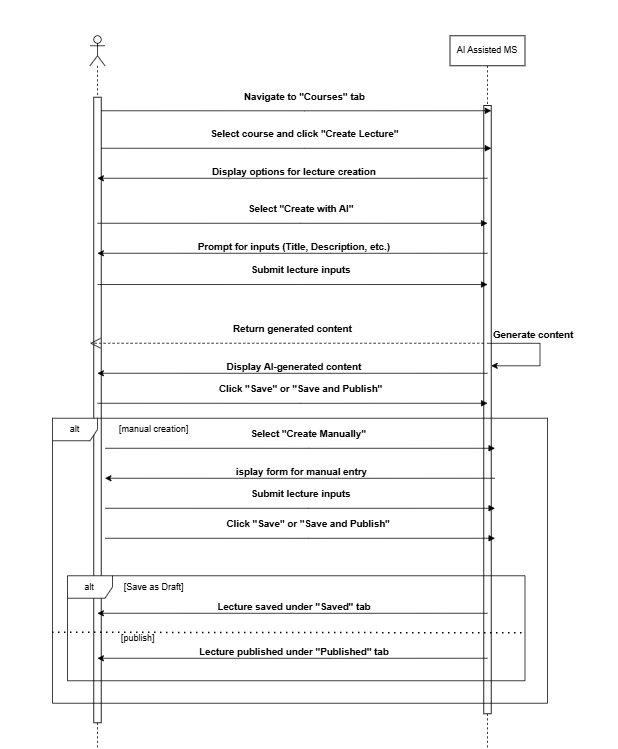 AI Assisted MS
Navigate to "Courses" tab
Select course and click "Create Lecture"
Display options for lecture creation
Select "Create with AI"
Prompt for inputs (Title, Description, etc.)
Submit lecture inputs
Return generated content
Generate content
Display AI-generated content
Click "Save" or "Save and Publish"
alt
[manual creation]
Select "Create Manually"
isplay form for manual entry
Submit lecture inputs
Click "Save" or "Save and Publish"
alt
[Save as Draft]
Lecture saved under "Saved" tab
[publish]
Lecture published under "Published" tab